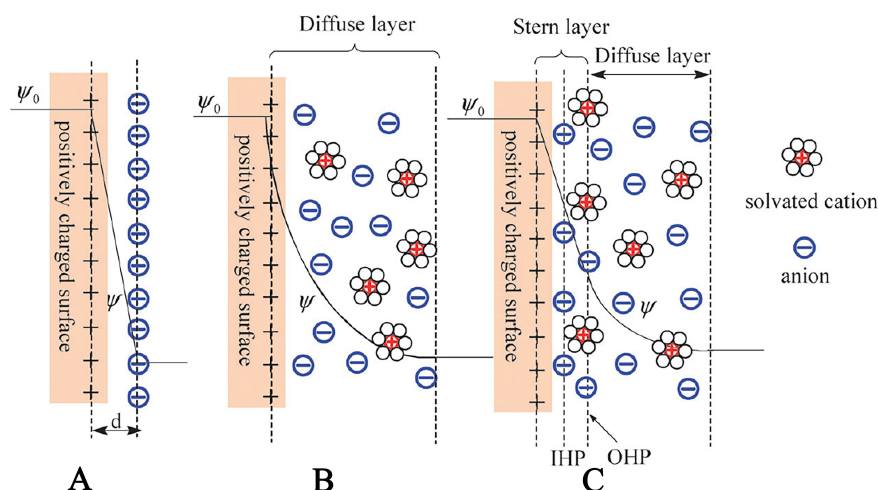 Diffuse layer
Stern layer
Diffuse layer
ψ0
positively charged surface
ψ
d
A
ψ0
positively charged surface
ψ
B
ψ0
positively charged surface
ψ
IHP
OHP
C
solvated cation
anion